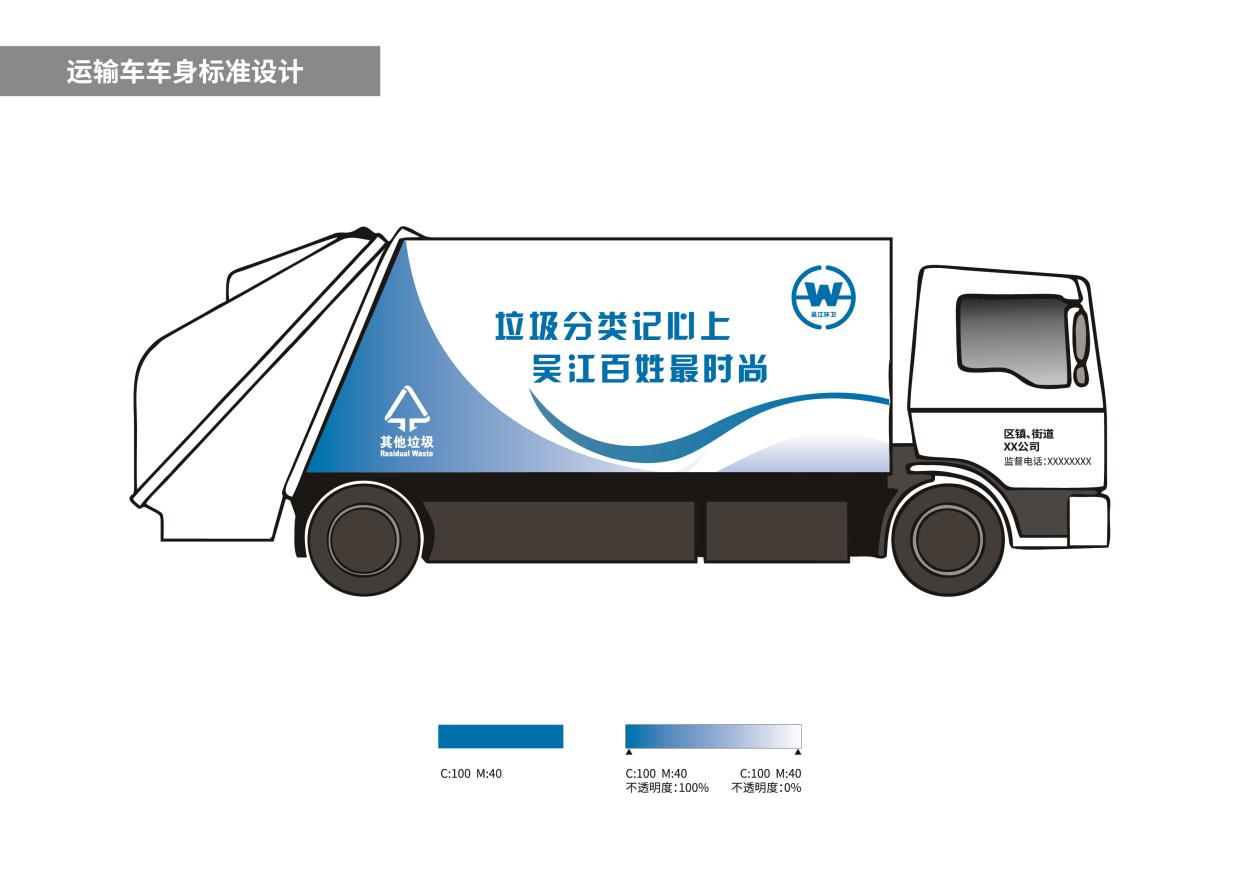 运输车车身标准设计
垃圾分类记心上
吴江百姓最时尚
W
吴江环卫
其他垃圾
Residual Waste
区镇、街道
XX公司
监督电话:XXXXXXXX
C:100 M:40
C:100 M:40
不透明度:100%
C:100 M:40
不透明度:0%